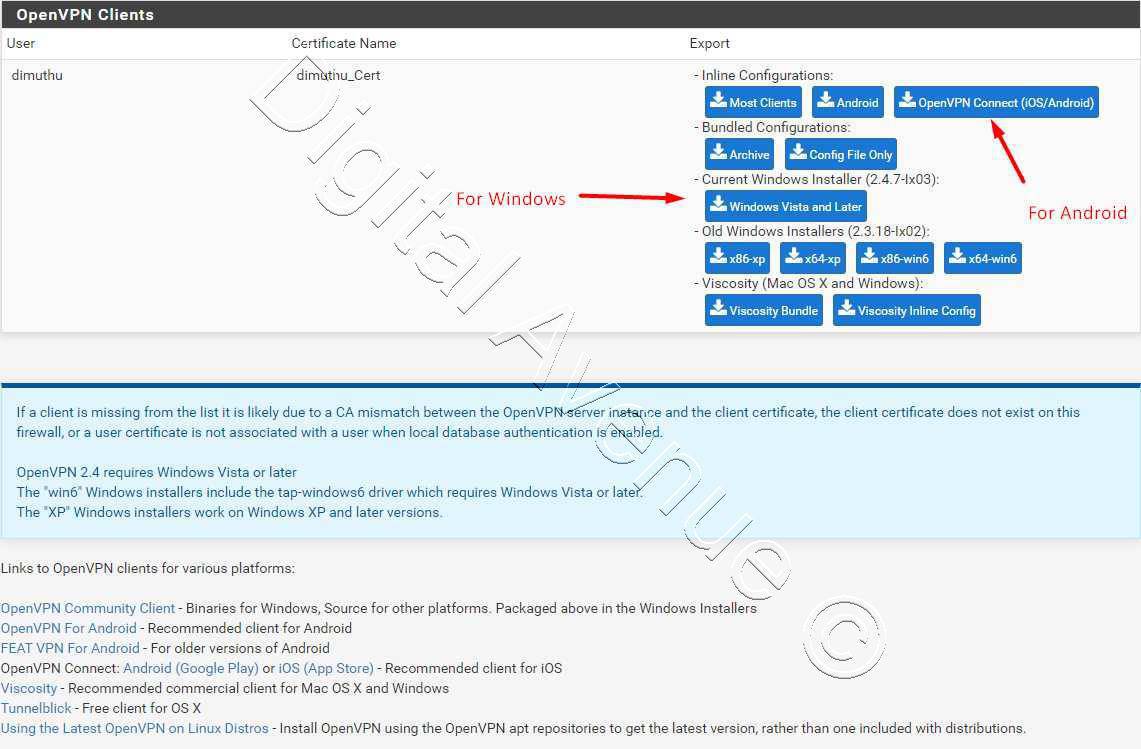 OpenVPN Clients
User Certificate Name Export
dimuthu dimuthu_Cert - Inline Configurations:
Most Clients Android OpenVPN Connect (iOS/Android)
- Bundled Configurations:
Archive Config File Only
- Current Windows Installer (2.4.7-Ix03):
For Windows
Windows Vista and Later
For Android
- Old Windows Installers (2.3.18-Ix02):
x86-xp x64-xp x86-win6 x64-win6
- Viscosity (Mac OS X and Windows):
Viscosity Bundle Viscosity Inline Config
If a client is missing from the list it is likely due to a CA mismatch between the OpenVPN server instance and the client certificate, the client certificate does not exist on this
firewall, or a user certificate is not associated with a user when local database authentication is enabled.
OpenVPN 2.4 requires Windows Vista or later
The "win6" Windows installers include the tap-windows6 driver which requires Windows Vista or later.
The "XP" Windows installers work on Windows XP and later versions.
Links to OpenVPN clients for various platforms:
OpenVPN Community Client - Binaries for Windows, Source for other platforms. Packaged above in the Windows Installers
OpenVPN For Android - Recommended client for Android
FEAT VPN For Android - For older versions of Android
OpenVPN Connect: Android (Google Play) or iOS (App Store) - Recommended client for iOS
Viscosity - Recommended commercial client for Mac OS X and Windows
Tunnelblick - Free client for OS X
Using the Latest OpenVPN on Linux Distros - Install OpenVPN using the OpenVPN apt repositories to get the latest version, rather than one included with distributions.
Digital Avenue ©